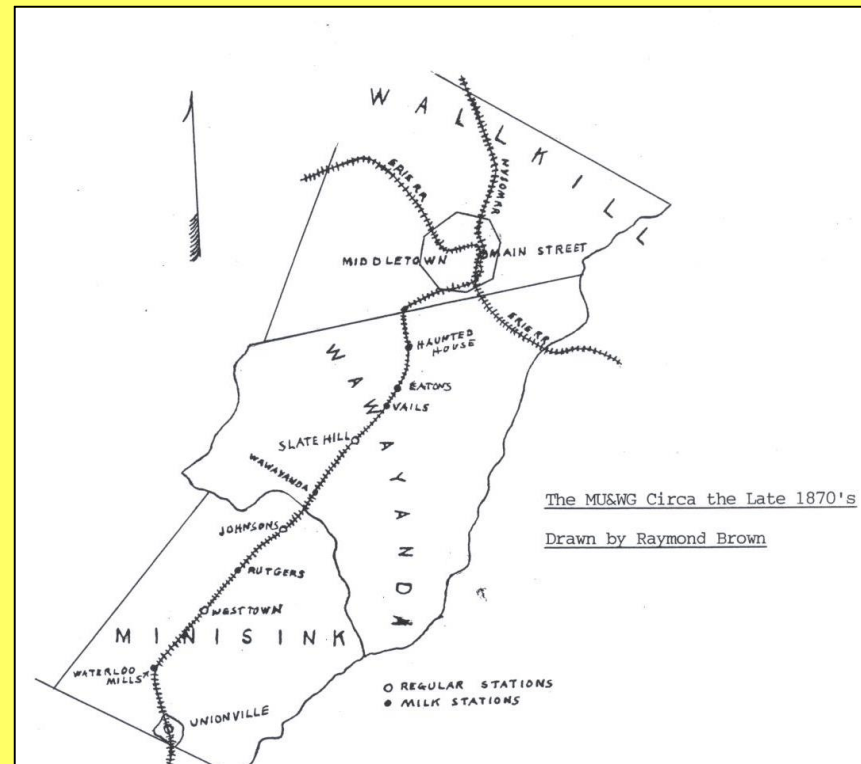 WALLKILL
ERIE RR
NYO&WRR
MIDDLETOWN
MAIN STREET
ERIE RR
HAUNTED
HOUSE
WAWAYANDA
EATONS
VAILS
SLATE HILL
WAWAYANDA
The MU&WG Circa the Late 1870's
JOHNSONS
Drawn by Raymond Brown
RUTGERS
WESTTOWN
MINISINK
WATERLOO
MILLS
REGULAR STATIONS
MILK STATIONS
UNIONVILLE